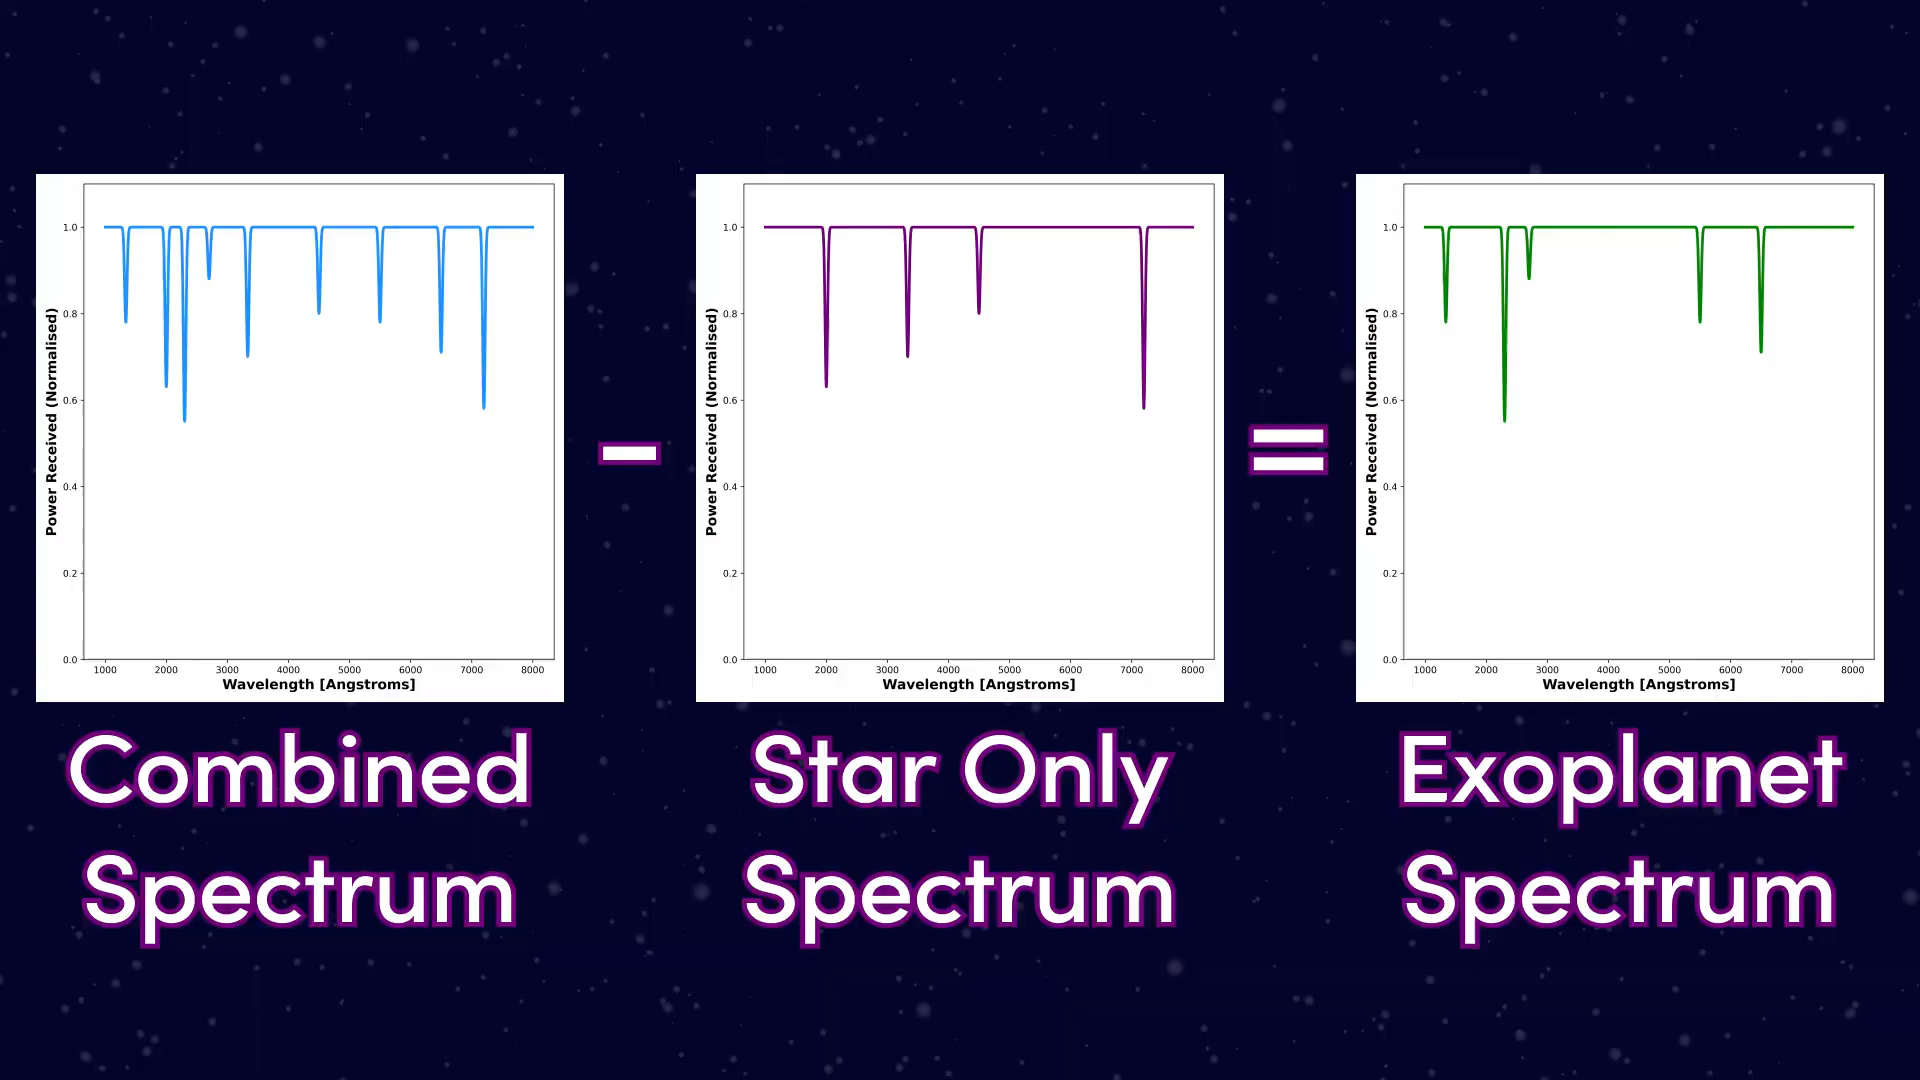 1.0
0.8
0.6
0.4
0.2
0.0
Power Received (Normalised)
1000 2000 3000 4000 5000 6000 7000 8000
Wavelength [Angstroms]
Combined
Spectrum
-
1.0
0.8
0.6
0.4
0.2
0.0
Power Received (Normalised)
1000 2000 3000 4000 5000 6000 7000 8000
Wavelength [Angstroms]
Star Only
Spectrum
=
1.0
0.8
0.6
0.4
0.2
0.0
Power Received (Normalised)
1000 2000 3000 4000 5000 6000 7000 8000
Wavelength [Angstroms]
Exoplanet
Spectrum